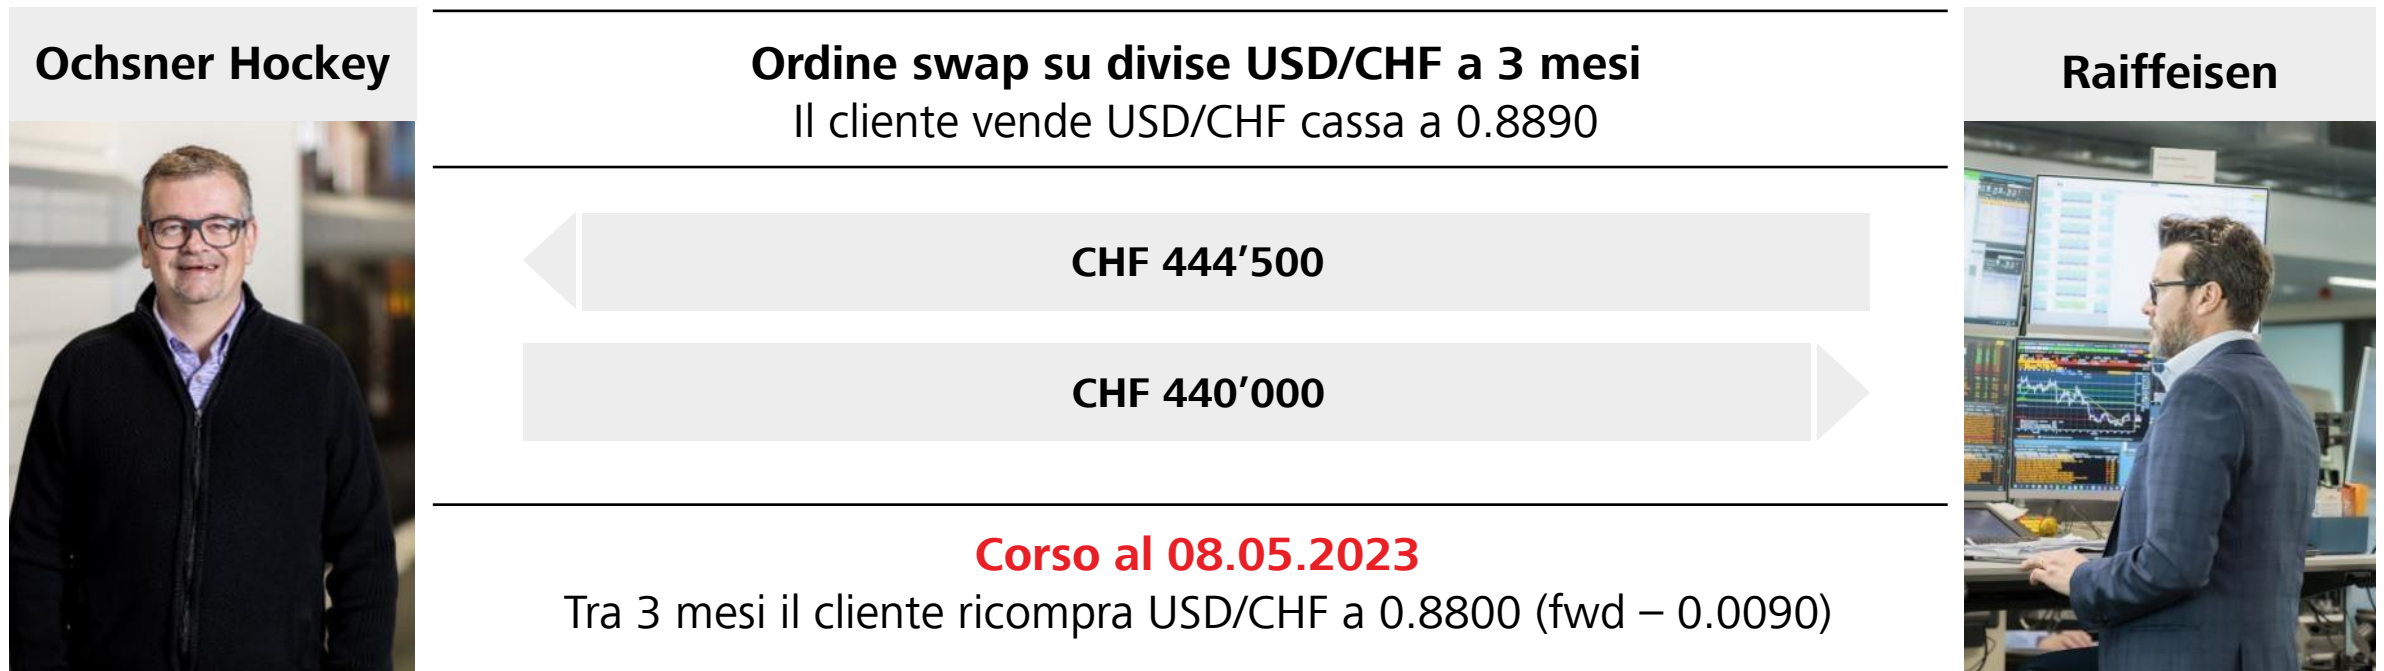 Ochsner Hockey
Ordine swap su divise USD/CHF a 3 mesi
Il cliente vende USD/CHF cassa a 0.8890
Raiffeisen
CHF 444’500
CHF 440’000
Corso al 08.05.2023
Tra 3 mesi il cliente ricompra USD/CHF a 0.8800 (fwd – 0.0090)